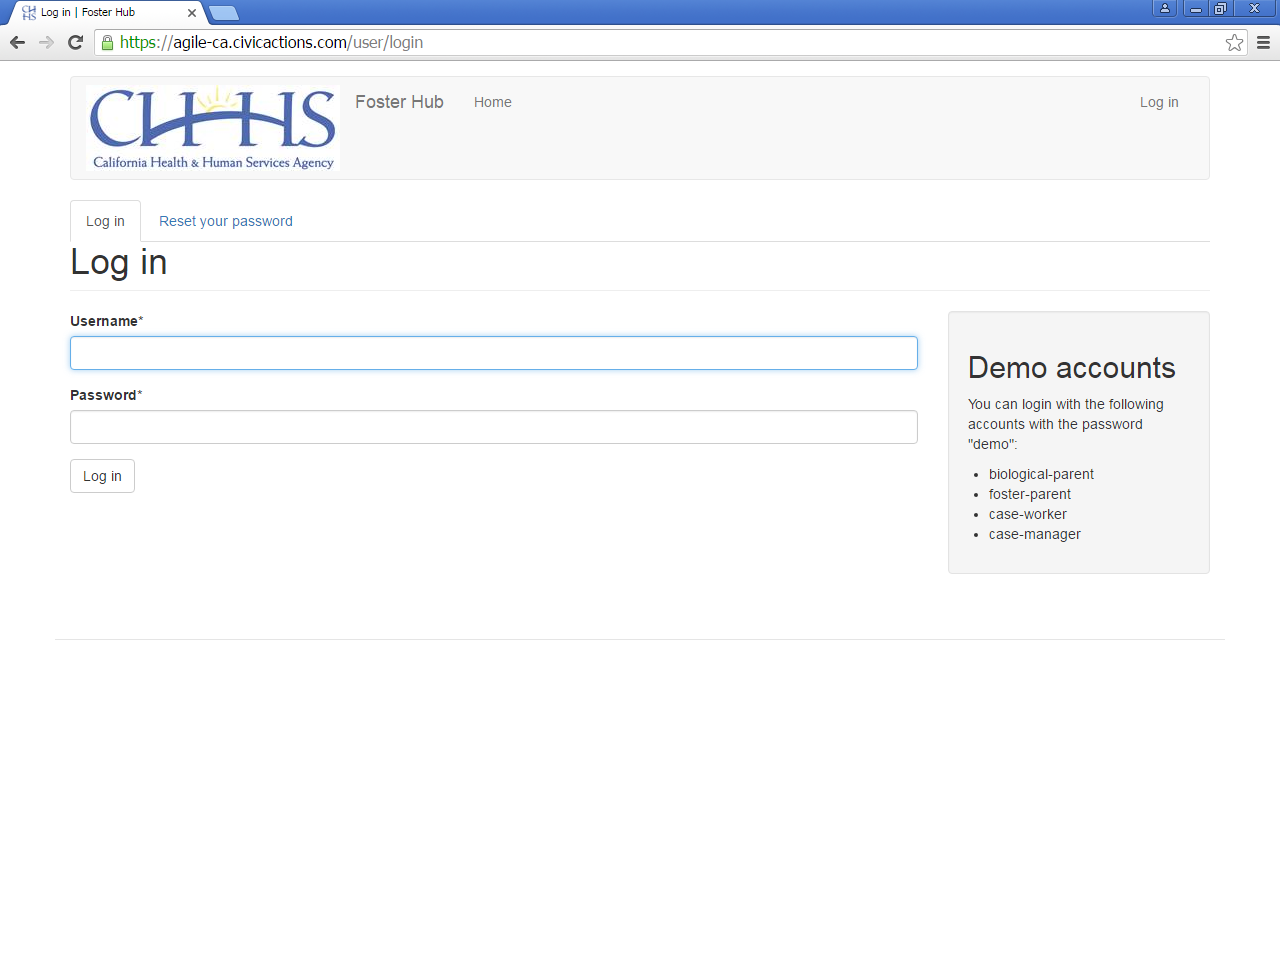 Log in | Foster Hub
https://agile-ca.civicactions.com/user/login
CHHS
California Health & Human Services Agency
Foster Hub
Home
Log in
Log in
Reset your password
Log in
Username*
Password*
Log in
Demo accounts
You can login with the following
accounts with the password
"demo":
• biological-parent
• foster-parent
• case-worker
• case-manager